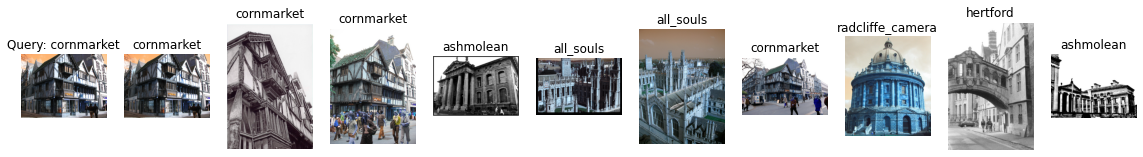 Query: cornmarket
cornmarket
cornmarket
cornmarket
ashmolean
all_souls
all_souls
cornmarket
radcliffe_camera
hertford
ashmolean